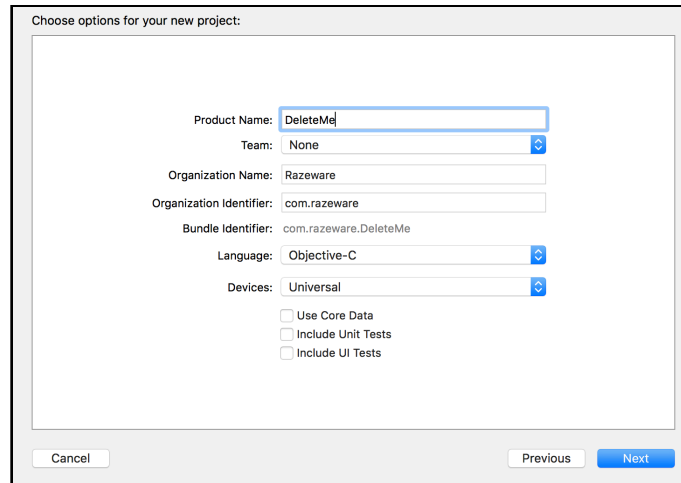 Choose options for your new project:
Product Name: DeleteMe
Team: None
Organization Name: Razeware
Organization Identifier: com.razeware
Bundle Identifier: com.razeware.DeleteMe
Language: Objective-C
Devices: Universal
Use Core Data
Include Unit Tests
Include UI Tests
Cancel Previous Next